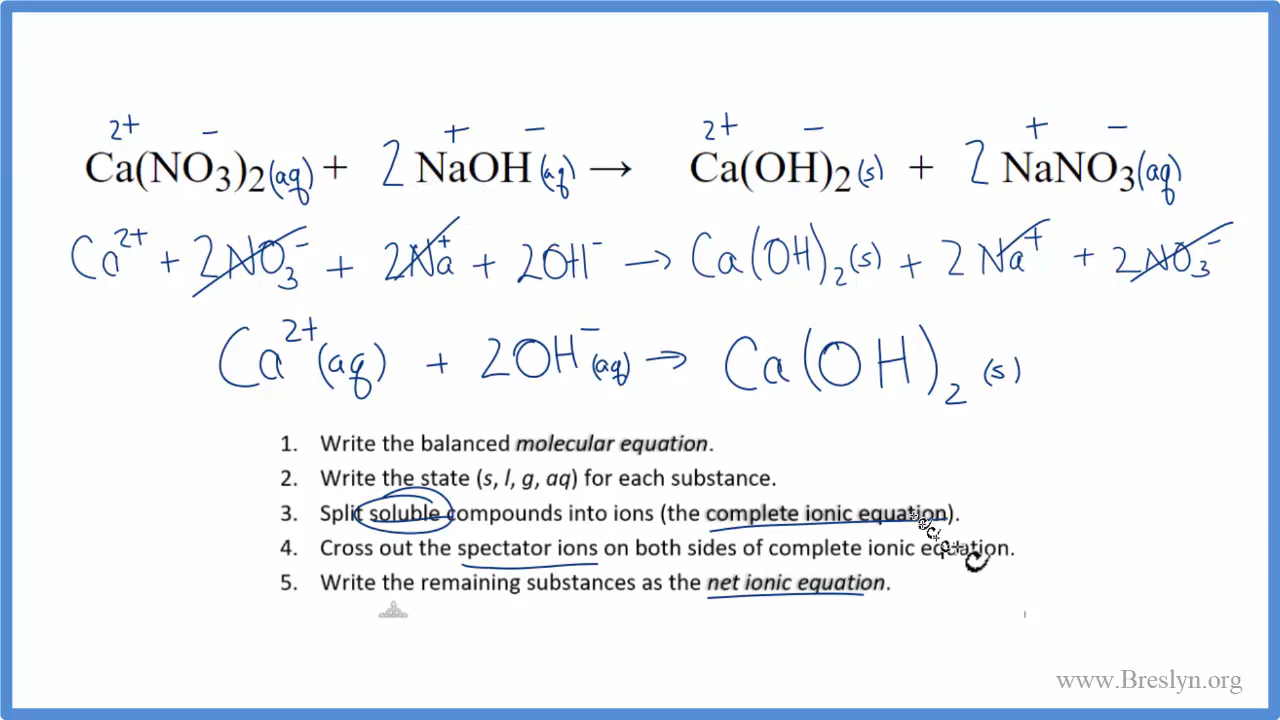 2+ − + − 2+ − + −
Ca(NO₃)₂(aq) + 2 NaOH(aq) → Ca(OH)₂(s) + 2 NaNO₃(aq)
Ca²⁺ + 2NO₃⁻ + 2Na⁺ + 2OH⁻ → Ca(OH)₂(s) + 2Na⁺ + 2NO₃⁻
Ca²⁺(aq) + 2OH⁻(aq) → Ca(OH)₂(s)
1. Write the balanced molecular equation.
2. Write the state (s, l, g, aq) for each substance.
3. Split soluble compounds into ions (the complete ionic equation).
4. Cross out the spectator ions on both sides of complete ionic equation.
5. Write the remaining substances as the net ionic equation.
www.Breslyn.org